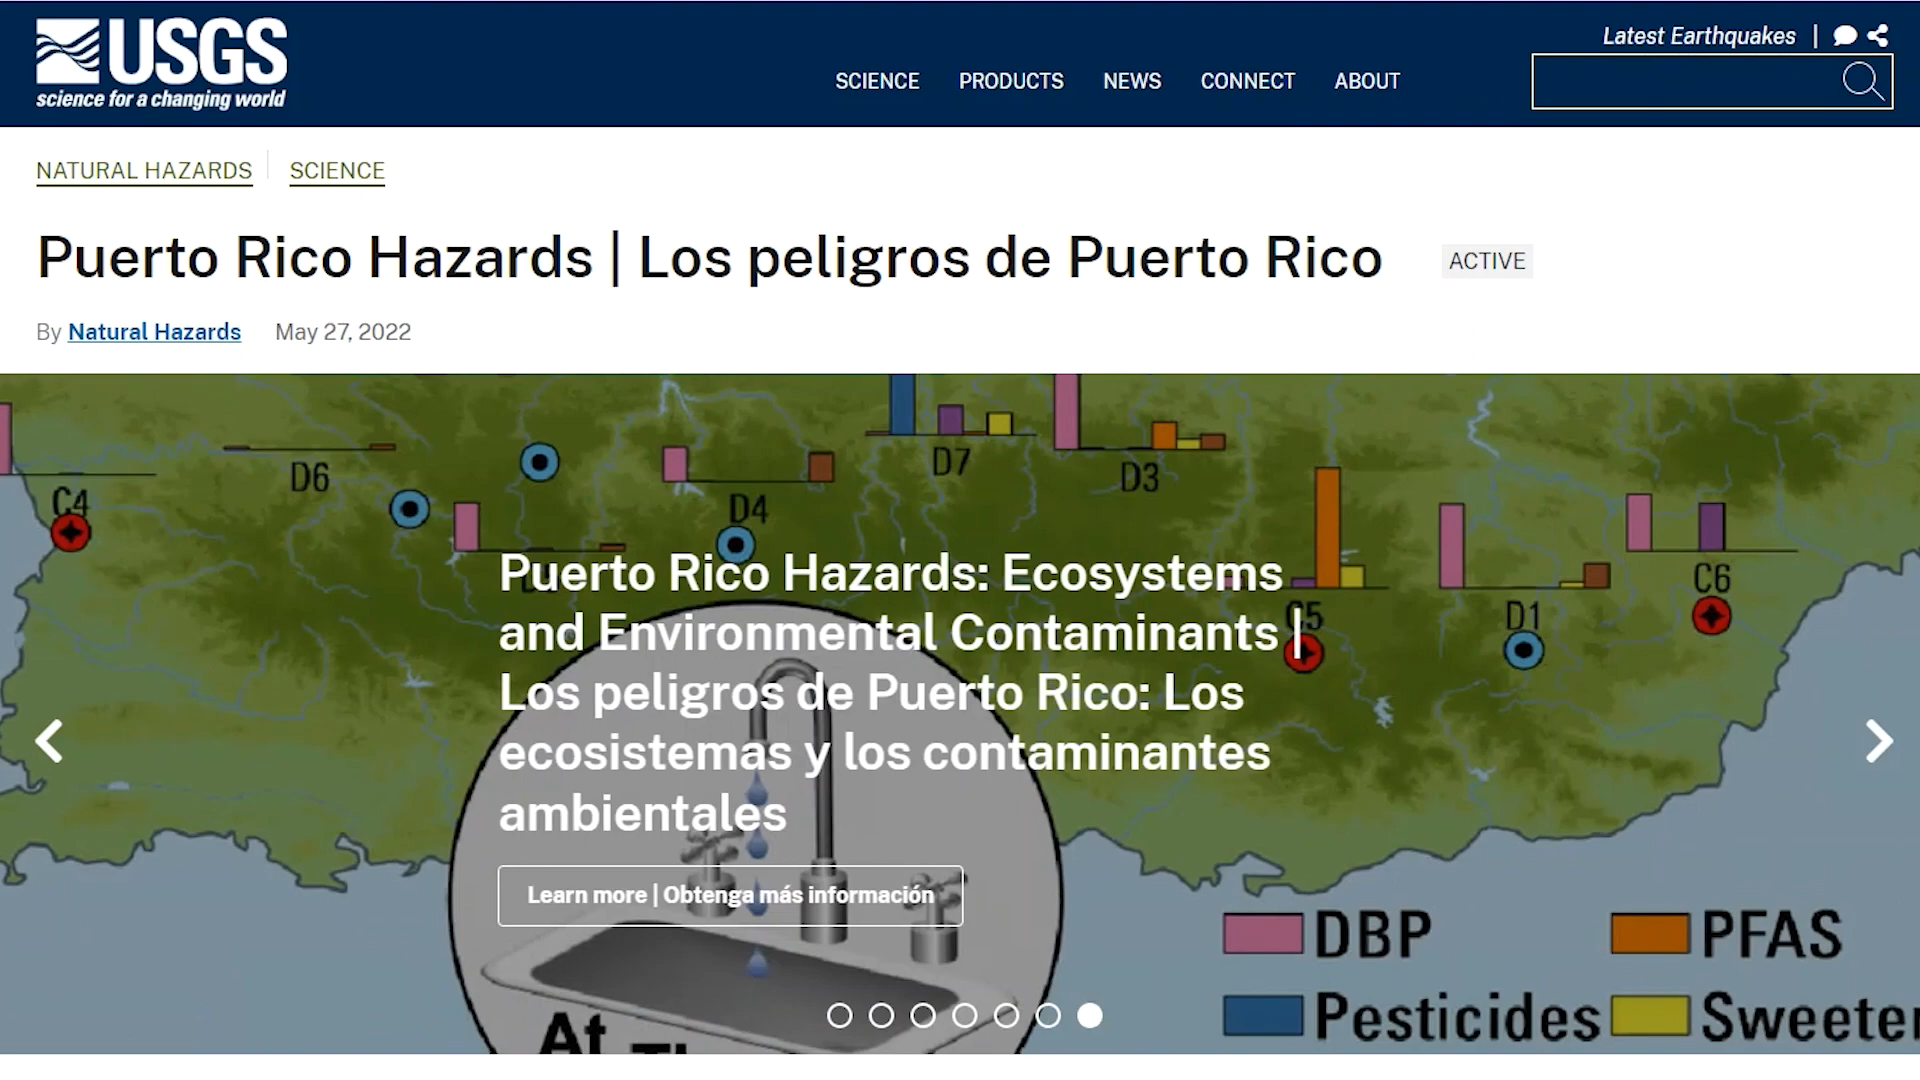 USGS
science for a changing world
Latest Earthquakes |
SCIENCE PRODUCTS NEWS CONNECT ABOUT
NATURAL HAZARDS SCIENCE
Puerto Rico Hazards | Los peligros de Puerto Rico ACTIVE
By Natural Hazards May 27, 2022
C4
D6
D4
D7
D3
C5
D1
C6
Puerto Rico Hazards: Ecosystems
and Environmental Contaminants |
Los peligros de Puerto Rico: Los
ecosistemas y los contaminantes
ambientales
Learn more | Obtenga más información
DBP PFAS
Pesticides Sweeter
At